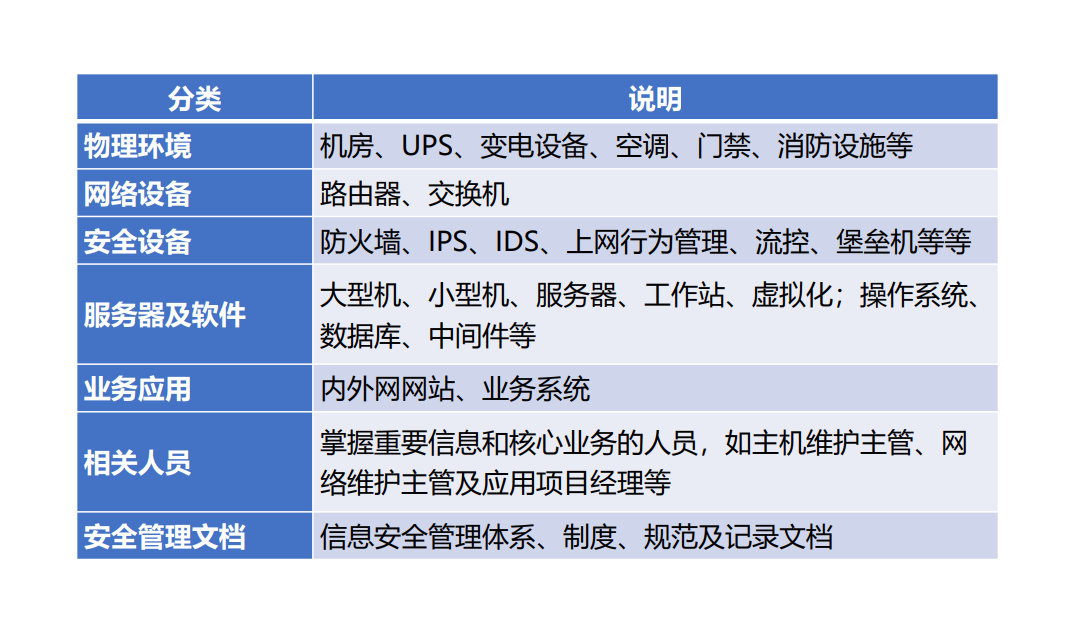 分类 说明
物理环境 机房、UPS、变电设备、空调、门禁、消防设施等
网络设备 路由器、交换机
安全设备 防火墙、IPS、IDS、上网行为管理、流控、堡垒机等等
服务器及软件 大型机、小型机、服务器、工作站、虚拟化；操作系统、
数据库、中间件等
业务应用 内外网网站、业务系统
相关人员 掌握重要信息和核心业务的人员，如主机维护主管、网
络维护主管及应用项目经理等
安全管理文档 信息安全管理体系、制度、规范及记录文档